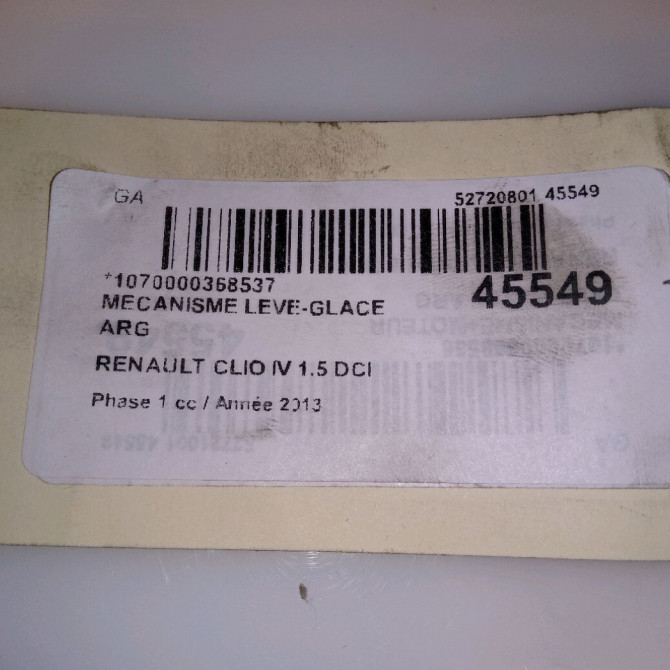 GA 52720801 45549
*1070000368537
45549
MECANISME LEVE-GLACE
ARG
RENAULT CLIO IV 1.5 DCI
Phase 1 cc / Année 2013